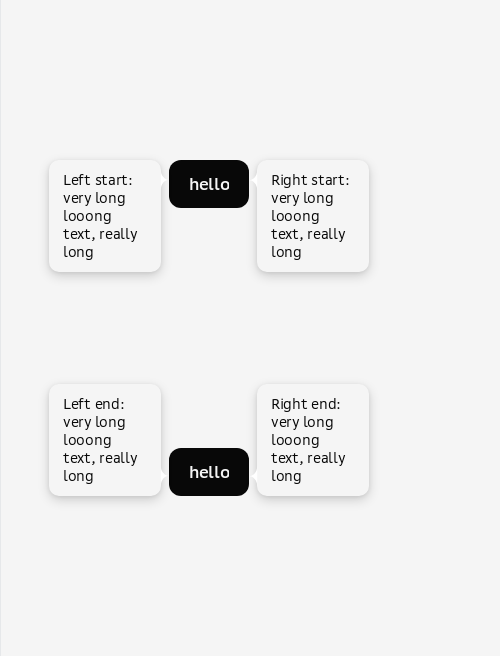 Left start:
very long
looong
text, really
long
hello
Right start:
very long
looong
text, really
long
Left end:
very long
looong
text, really
long
hello
Right end:
very long
looong
text, really
long